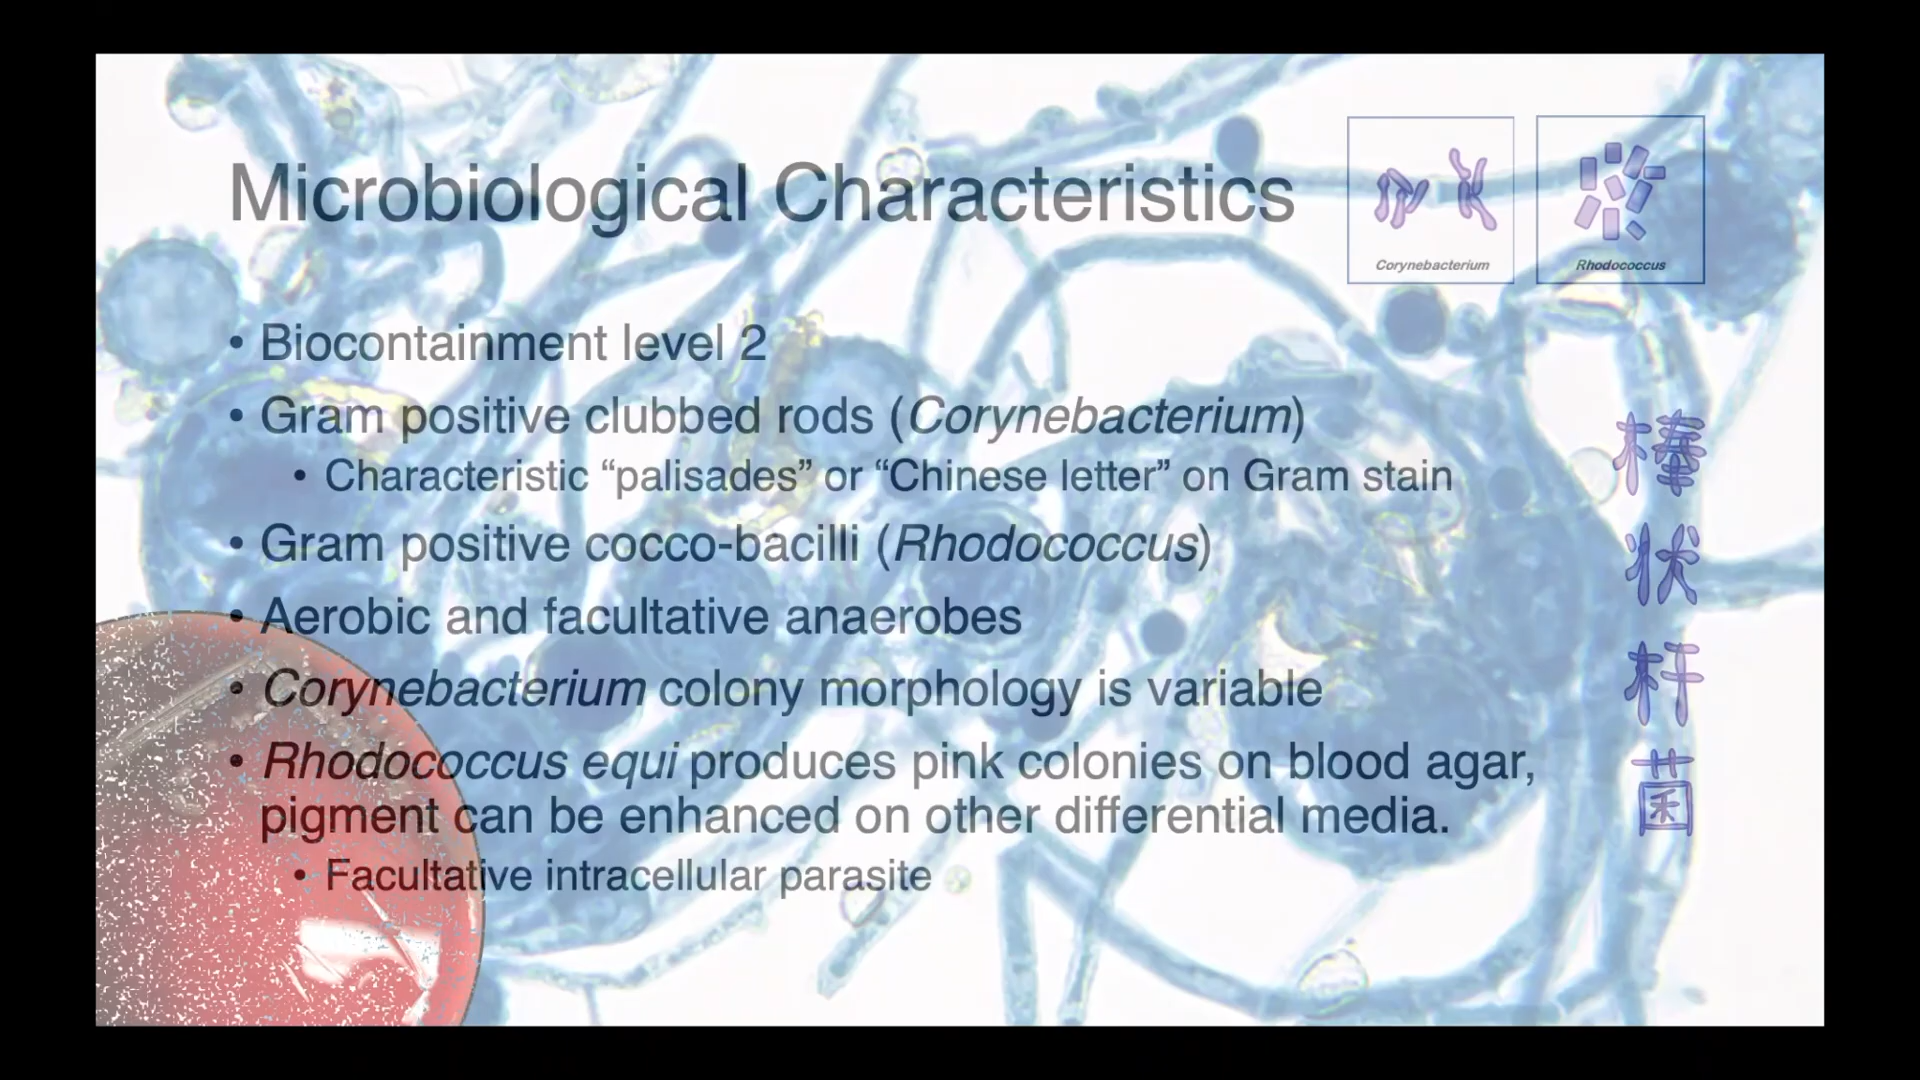 Microbiological Characteristics
Corynebacterium
Rhodococcus
• Biocontainment level 2
• Gram positive clubbed rods (Corynebacterium)
• Characteristic “palisades” or “Chinese letter” on Gram stain
• Gram positive cocco-bacilli (Rhodococcus)
• Aerobic and facultative anaerobes
• Corynebacterium colony morphology is variable
• Rhodococcus equi produces pink colonies on blood agar,
pigment can be enhanced on other differential media.
• Facultative intracellular parasite
棒状杆菌